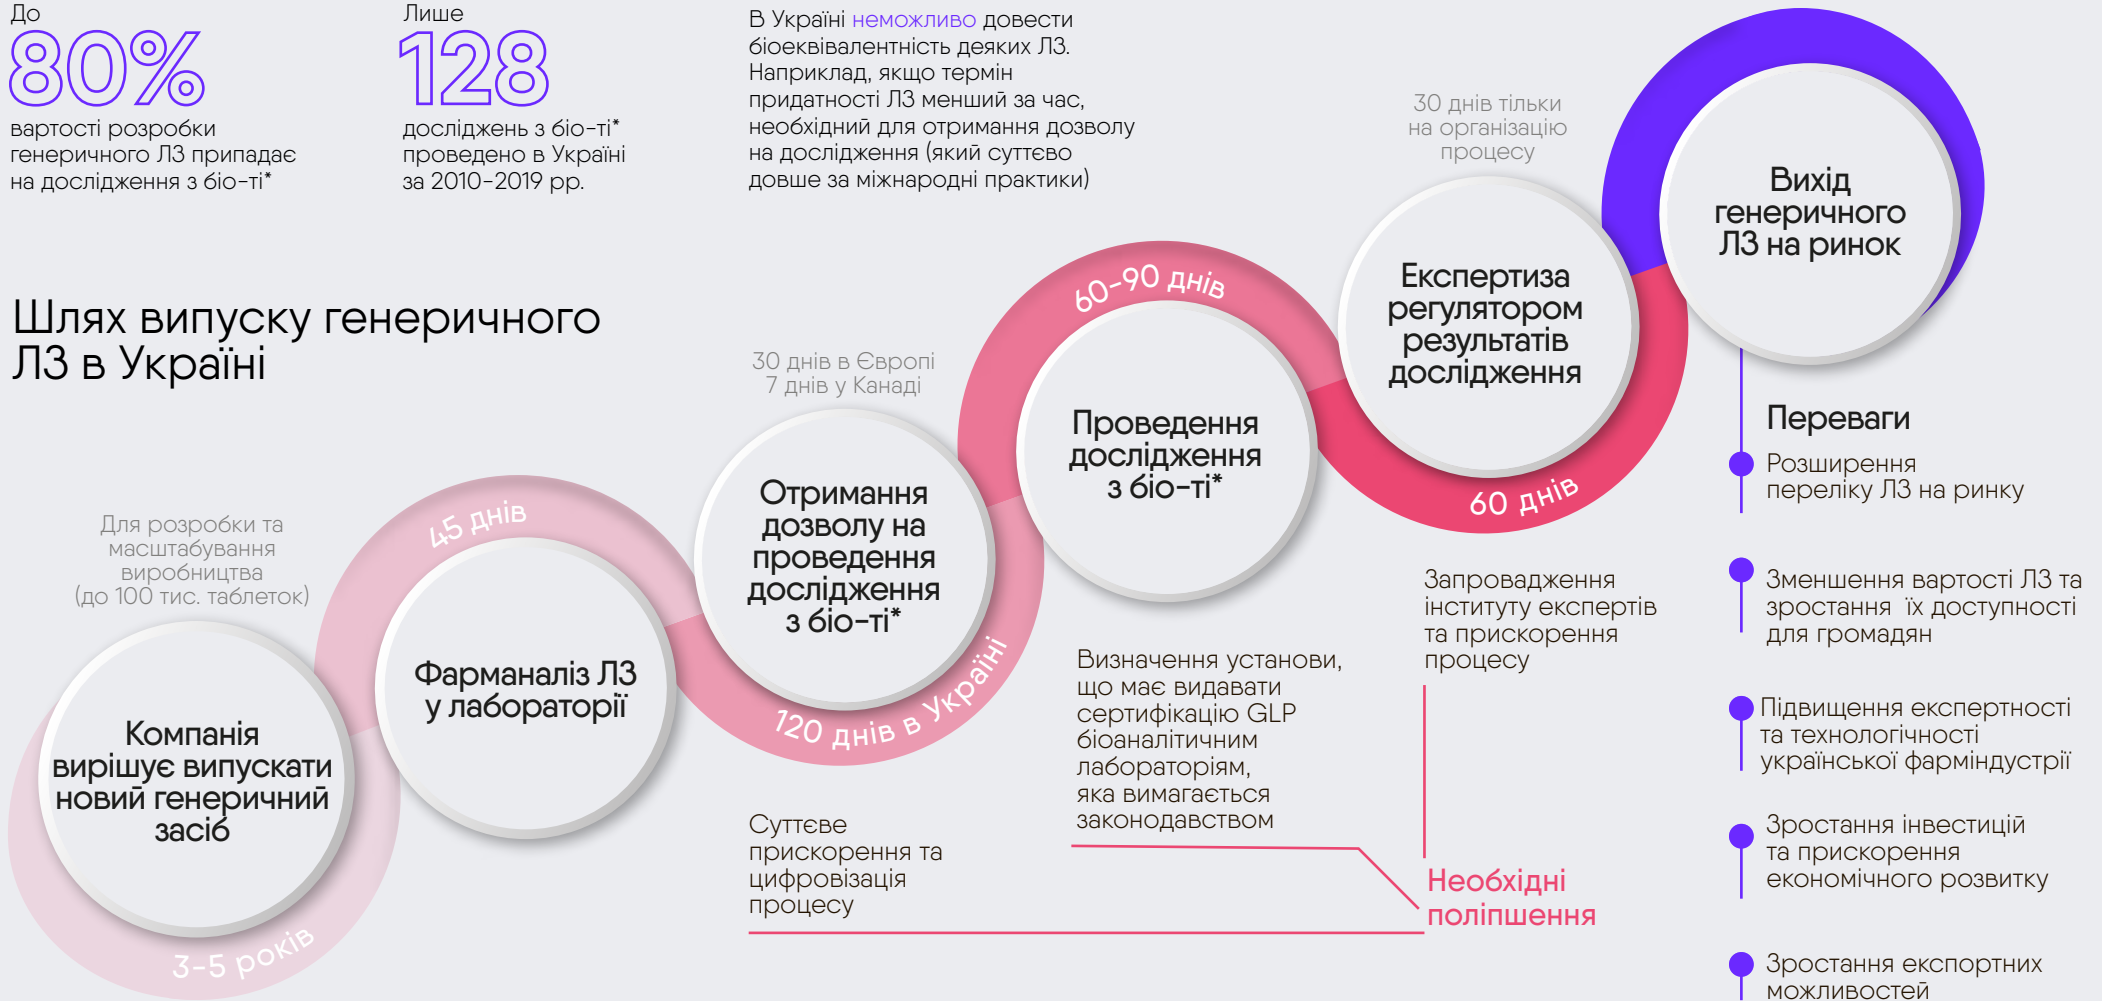 До
80%
вартості розробки
генеричного ЛЗ припадає
на дослідження з біо-ті*
Лише
128
досліджень з біо-ті*
проведено в Україні
за 2010-2019 рр.
В Україні неможливо довести
біоеквівалентність деяких ЛЗ.
Наприклад, якщо термін
придатності ЛЗ менший за час,
необхідний для отримання дозволу
на дослідження (який суттєво
довше за міжнародні практики)
Шлях випуску генеричного
ЛЗ в Україні
Для розробки та
масштабування
виробництва
(до 100 тис. таблеток)
Компанія
вирішує випускати
новий генеричний
засіб
3-5 років
45 днів
Фарманаліз ЛЗ
у лабораторії
30 днів в Європі
7 днів у Канаді
Отримання
дозволу на
проведення
дослідження
з біо-ті*
120 днів в Україні
Суттєве
прискорення та
цифровізація
процесу
60-90 днів
Проведення
дослідження
з біо-ті*
Визначення установи,
що має видавати
сертифікацію GLP
біоаналітичним
лабораторіям,
яка вимагається
законодавством
30 днів тільки
на організацію
процесу
Експертиза
регулятором
результатів
дослідження
60 днів
Запровадження
інституту експертів
та прискорення
процесу
Необхідні
поліпшення
Вихід
генеричного
ЛЗ на ринок
Переваги
Розширення
переліку ЛЗ на ринку
Зменшення вартості ЛЗ та
зростання їх доступності
для громадян
Підвищення експертності
та технологічності
української фарміндустрії
Зростання інвестицій
та прискорення
економічного розвитку
Зростання експортних
можливостей